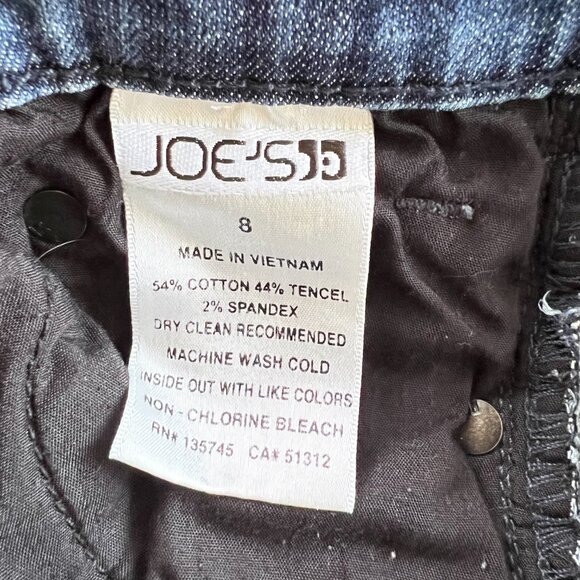 JOE'S
8
MADE IN VIETNAM
54% COTTON 44% TENCEL
2% SPANDEX
DRY CLEAN RECOMMENDED
MACHINE WASH COLD
INSIDE OUT WITH LIKE COLORS
NON - CHLORINE BLEACH
RN# 135745 CA# 51312